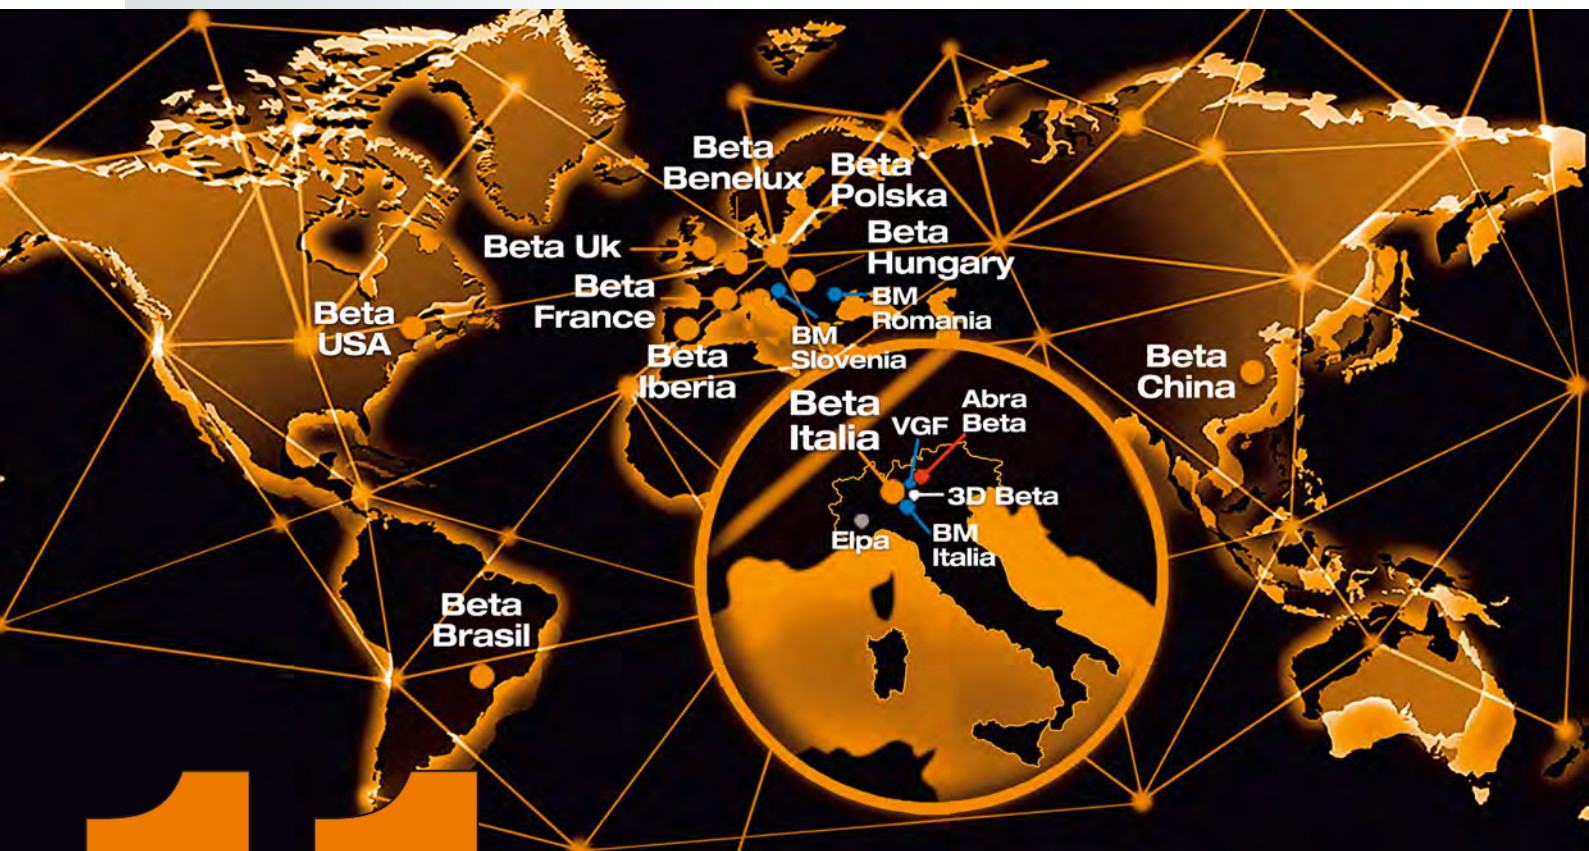 Beta
Benelux
Beta
Polska
Beta Uk
Beta
Hungary
Beta
France
BM
Romania
Beta
USA
BM
Slovenia
Beta
Iberia
Beta
China
Beta
Italia
VGF
Abra
Beta
3D Beta
Elpa
BM
Italia
Beta
Brasil
11